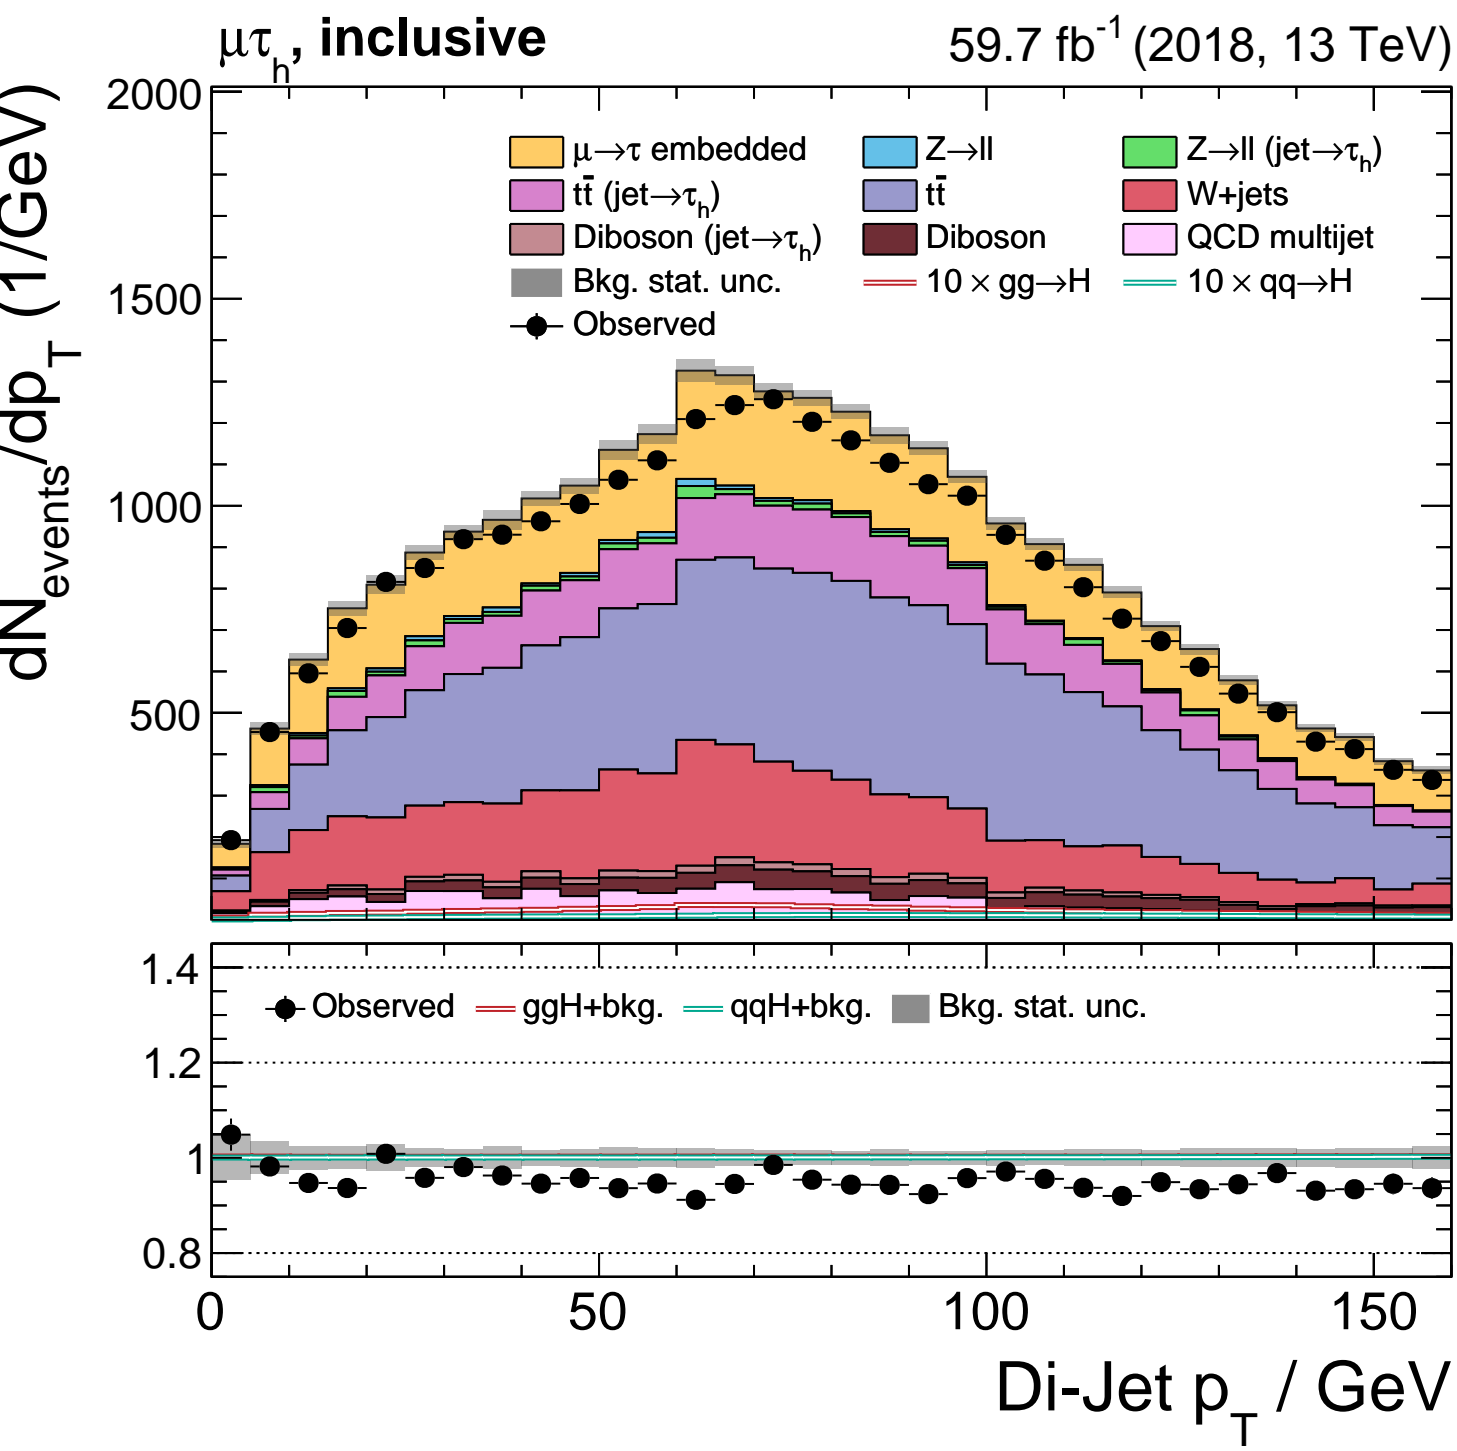 μτh, inclusive
59.7 fb-1 (2018, 13 TeV)
dNevents/dpT (1/GeV)
2000
1500
1000
500
μ→τ embedded
Z→ll
Z→ll (jet→τh)
tt̄ (jet→τh)
tt̄
W+jets
Diboson (jet→τh)
Diboson
QCD multijet
Bkg. stat. unc.
10 × gg→H
10 × qq→H
Observed
1.4
1.2
1
0.8
Observed
ggH+bkg.
qqH+bkg.
Bkg. stat. unc.
0
50
100
150
Di-Jet pT / GeV